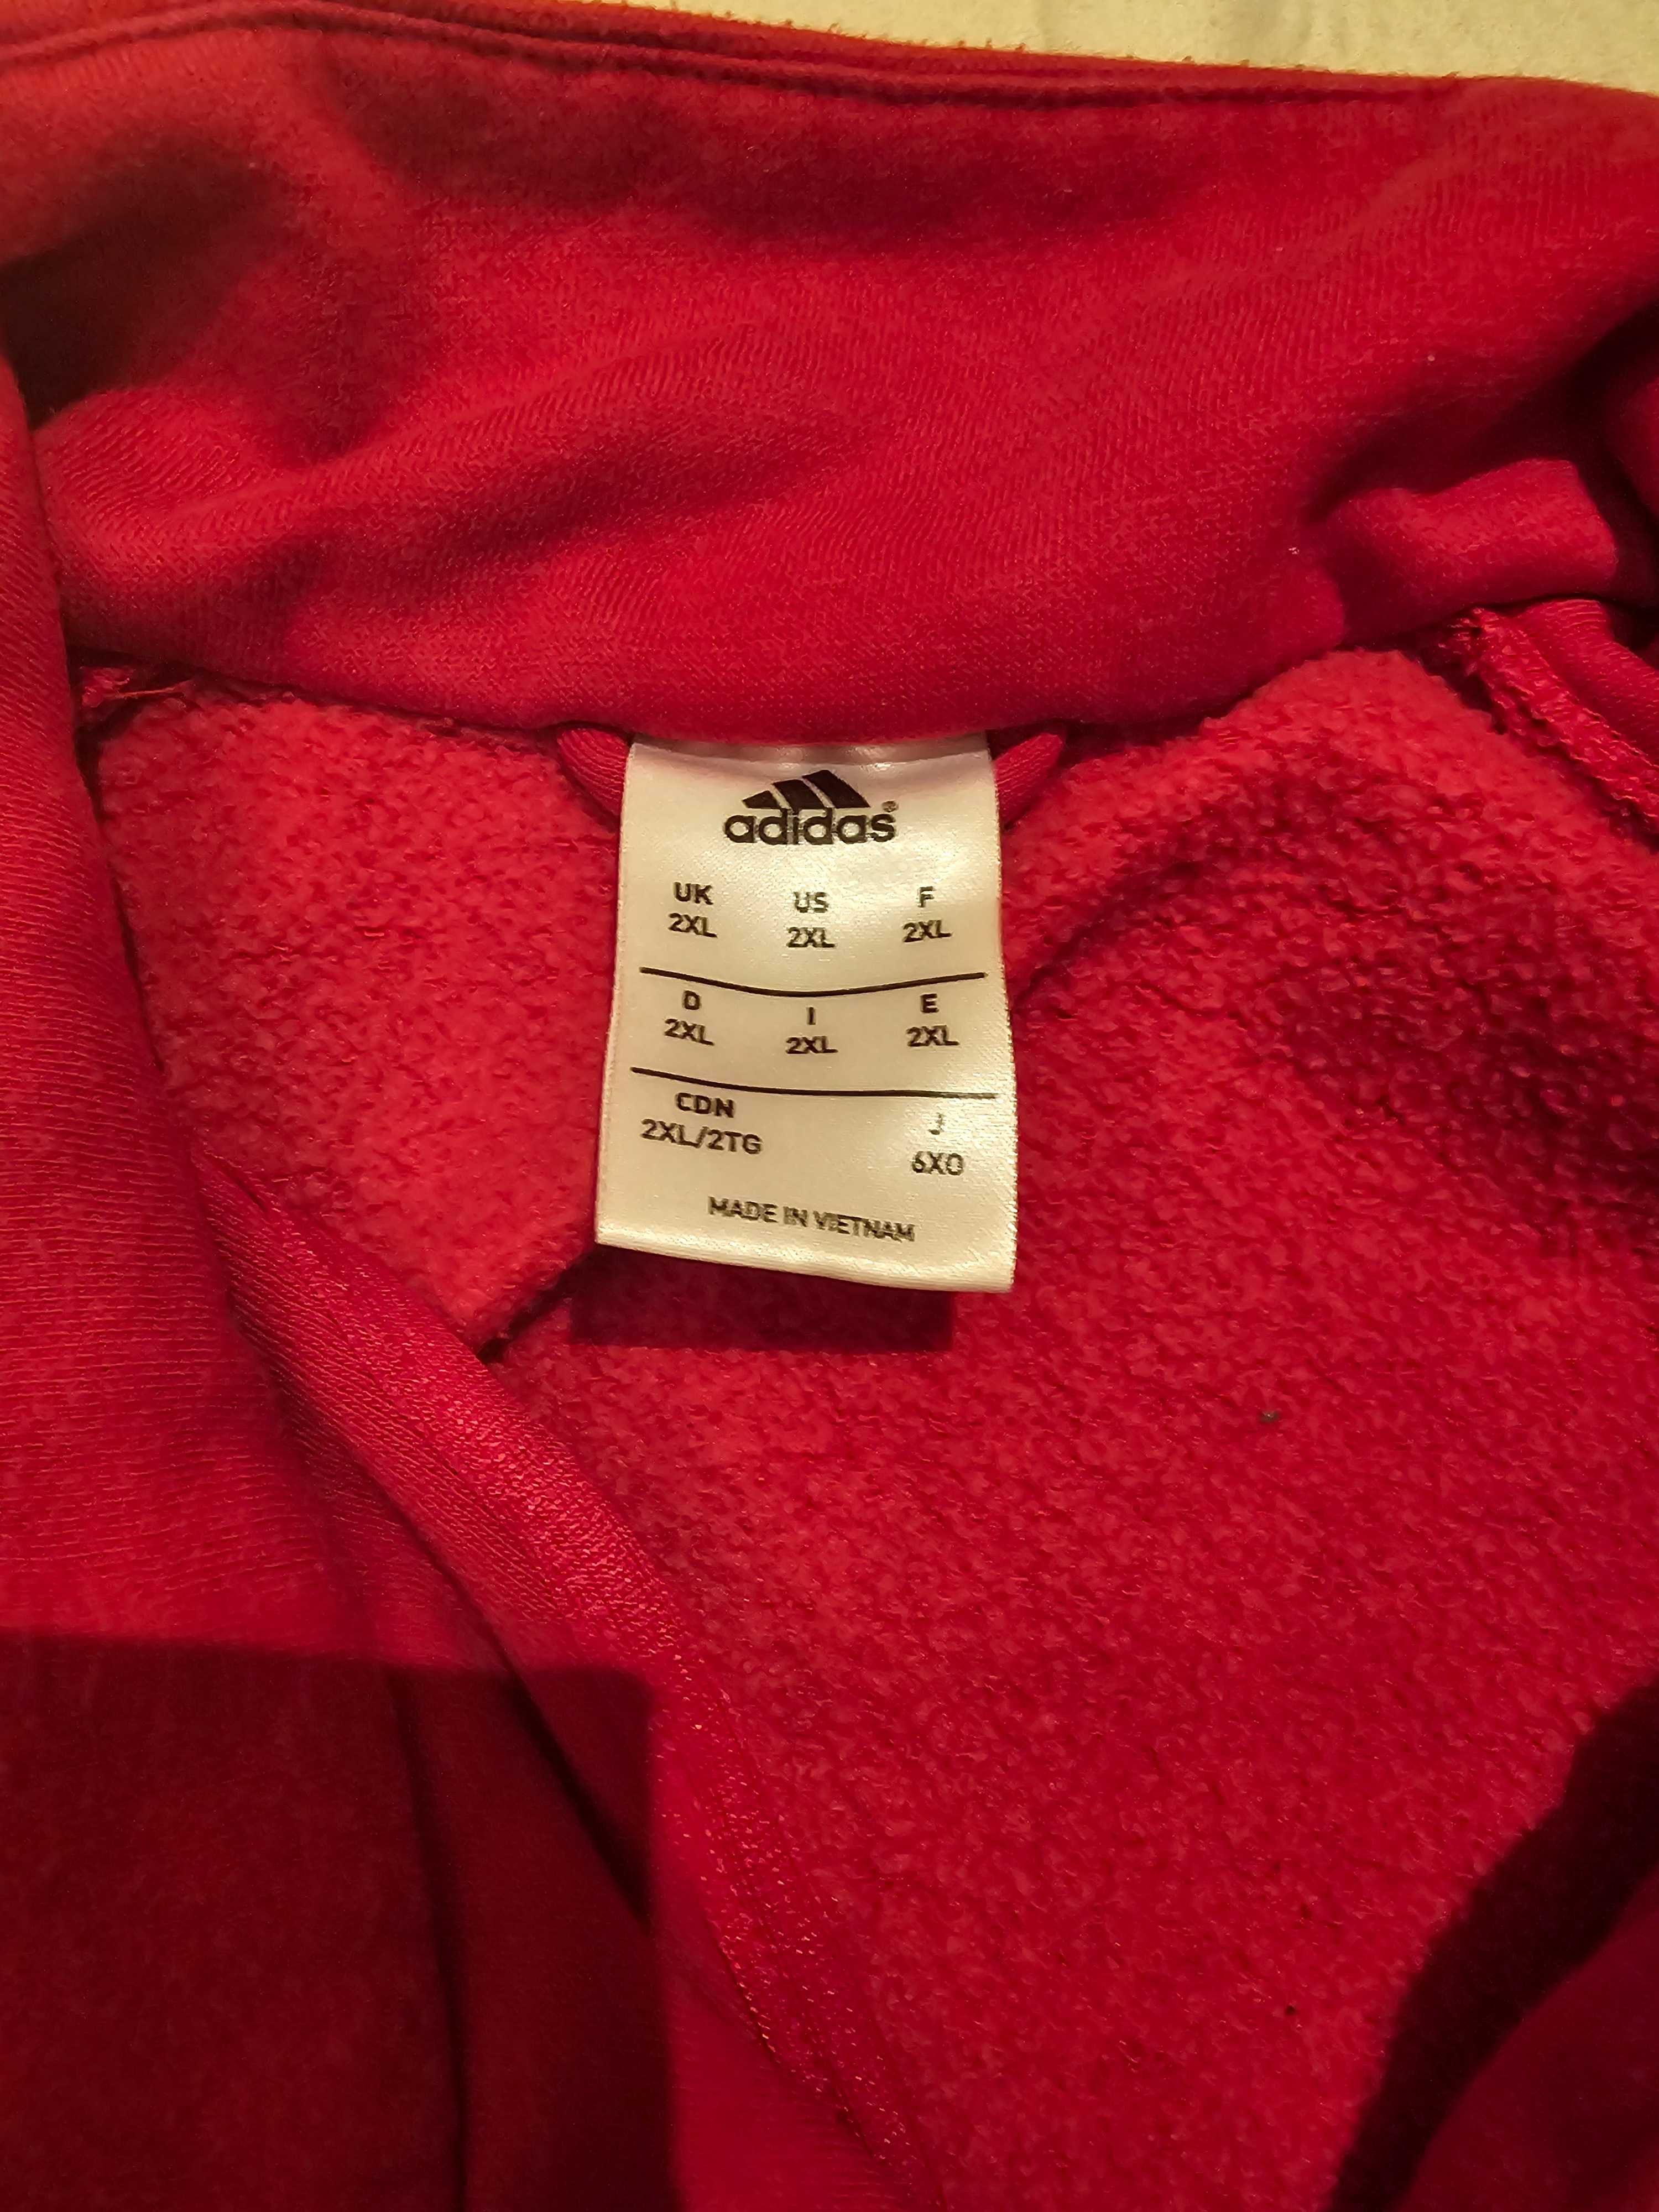 adidas®
UK US F
2XL 2XL 2XL
D I E
2XL 2XL 2XL
CDN J
2XL/2TG 6XO
MADE IN VIETNAM